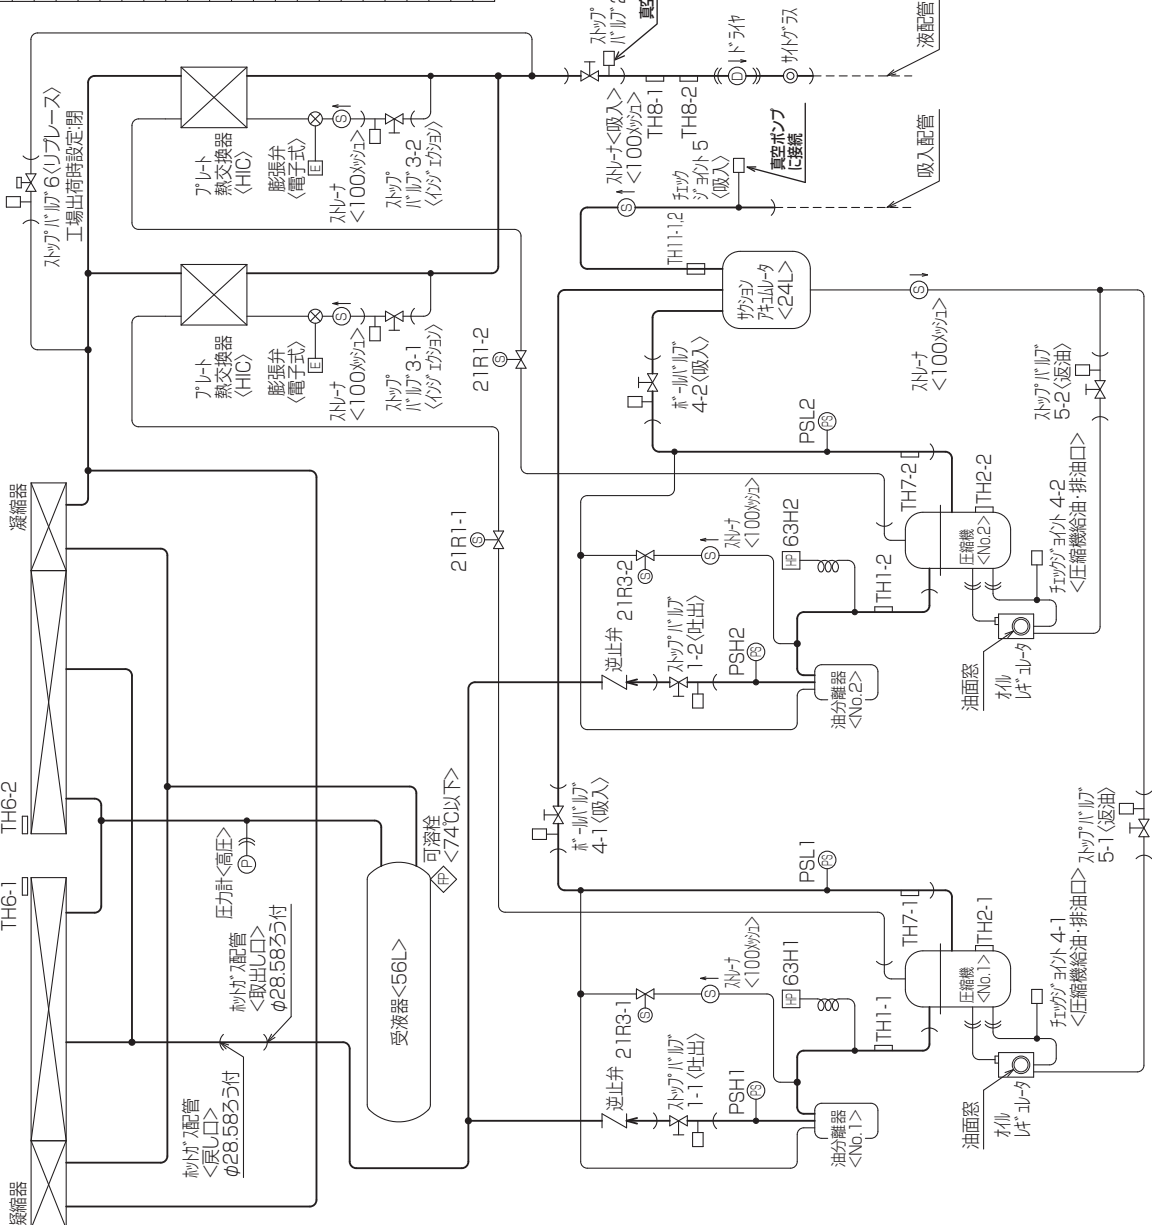 ストップバルブ6〈リプレース〉
工場出荷時設定:閉
プレート
熱交換器
〈HIC〉
膨張弁
〈電子式〉
E
S
ストレーナ
<100メッシュ>
ストップ
バルブ3-2
〈インジェクション〉
プレート
熱交換器
〈HIC〉
膨張弁
〈電子式〉
E
S
ストレーナ
<100メッシュ>
ストップ
バルブ3-1
〈インジェクション〉
ストップ
TH8-1
TH8-2
D
ドライヤ
サイトグラス
液配管
ストレーナ<吸入>
<100メッシュ>
S
チェック
ジョイント5
〈吸入〉
真空ポンプ
に接続
吸入配管
TH11-1,2
サクション
アキュムレータ
<24L>
S
ストレーナ
<100メッシュ>
21R1-2
S
ボールバルブ
4-2〈吸入〉
ストップバルブ
5-2〈返油〉
PSL2
PS
TH7-2
TH2-2
凝縮器
21R1-1
S
21R3-2
S
S
ストレーナ
<100メッシュ>
HP
63H2
圧縮機
<No.2>
TH1-2
チェックジョイント4-2
<圧縮機給油・排油口>
逆止弁
ストップバルブ
1-2〈吐出〉
PSH2
PS
油分離器
<No.2>
油面窓
オイル
レギュレータ
TH6-2
TH6-1
圧力計<高圧>
P
可溶栓
<74℃以下>
FP
受液器<56L>
ホットガス配管
<取出し口>
φ28.58ろう付
ホットガス配管
<戻し口>
φ28.58ろう付
凝縮器
ボールバルブ
4-1〈吸入〉
PSL1
PS
TH7-1
TH2-1
ストップバルブ
5-1〈返油〉
21R3-1
S
S
ストレーナ
<100メッシュ>
HP
63H1
圧縮機
<No.1>
TH1-1
チェックジョイント4-1
<圧縮機給油・排油口>
逆止弁
ストップバルブ
1-1〈吐出〉
PSH1
PS
油分離器
<No.1>
油面窓
オイル
レギュレータ